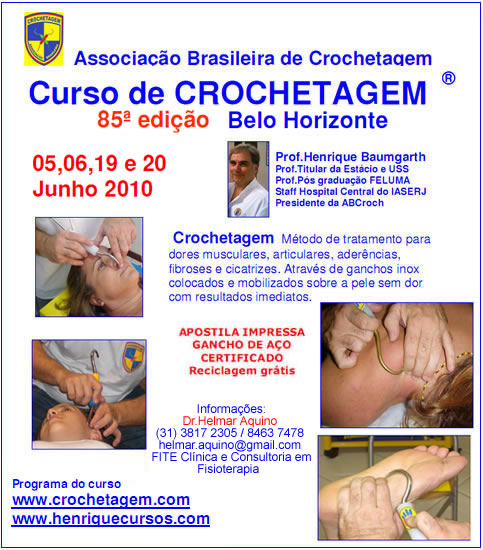 CROCHETAGEM
Associação Brasileira de Crochetagem
Curso de CROCHETAGEM ®
85ª edição Belo Horizonte
05,06,19 e 20
Junho 2010
Prof.Henrique Baumgarth
Prof.Titular da Estácio e USS
Prof.Pós graduação FELUMA
Staff Hospital Central do IASERJ
Presidente da ABCroch
Crochetagem Método de tratamento para
dores musculares, articulares, aderências,
fibroses e cicatrizes. Através de ganchos inox
colocados e mobilizados sobre a pele sem dor
com resultados imediatos.
APOSTILA IMPRESSA
GANCHO DE AÇO
CERTIFICADO
Reciclagem grátis
Informações:
Dr.Helmar Aquino
(31) 3817 2305 / 8463 7478
helmar.aquino@gmail.com
FITE Clínica e Consultoria em
Fisioterapia
Programa do curso
www.crochetagem.com
www.henriquecursos.com